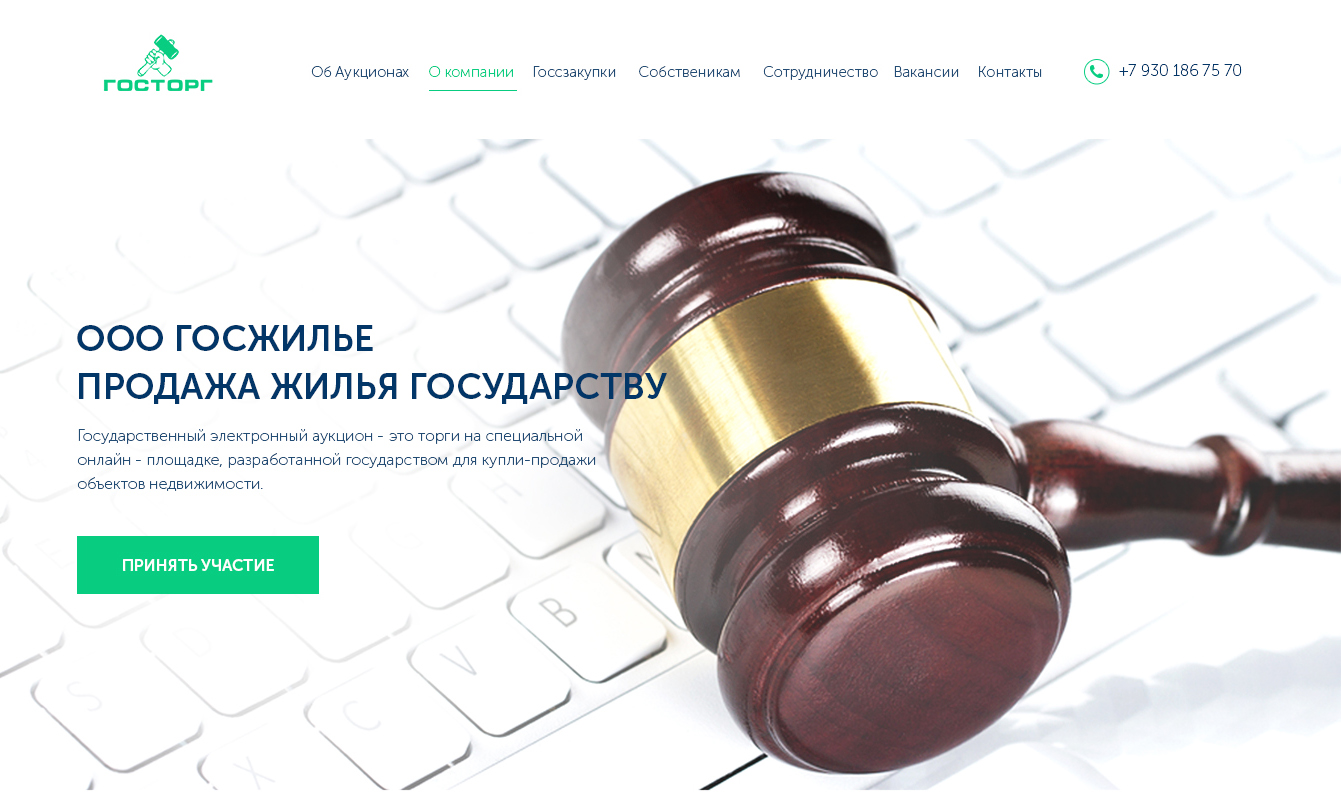 ГОСТОРГ
Об Аукционах О компании Госсзакупки Собственикам Сотрудничество Вакансии Контакты +7 930 186 75 70
ООО ГОСЖИЛЬЕ
ПРОДАЖА ЖИЛЬЯ ГОСУДАРСТВУ
Государственный электронный аукцион - это торги на специальной
онлайн - площадке, разработанной государством для купли-продажи
объектов недвижимости.
ПРИНЯТЬ УЧАСТИЕ
B
V
S
C
X